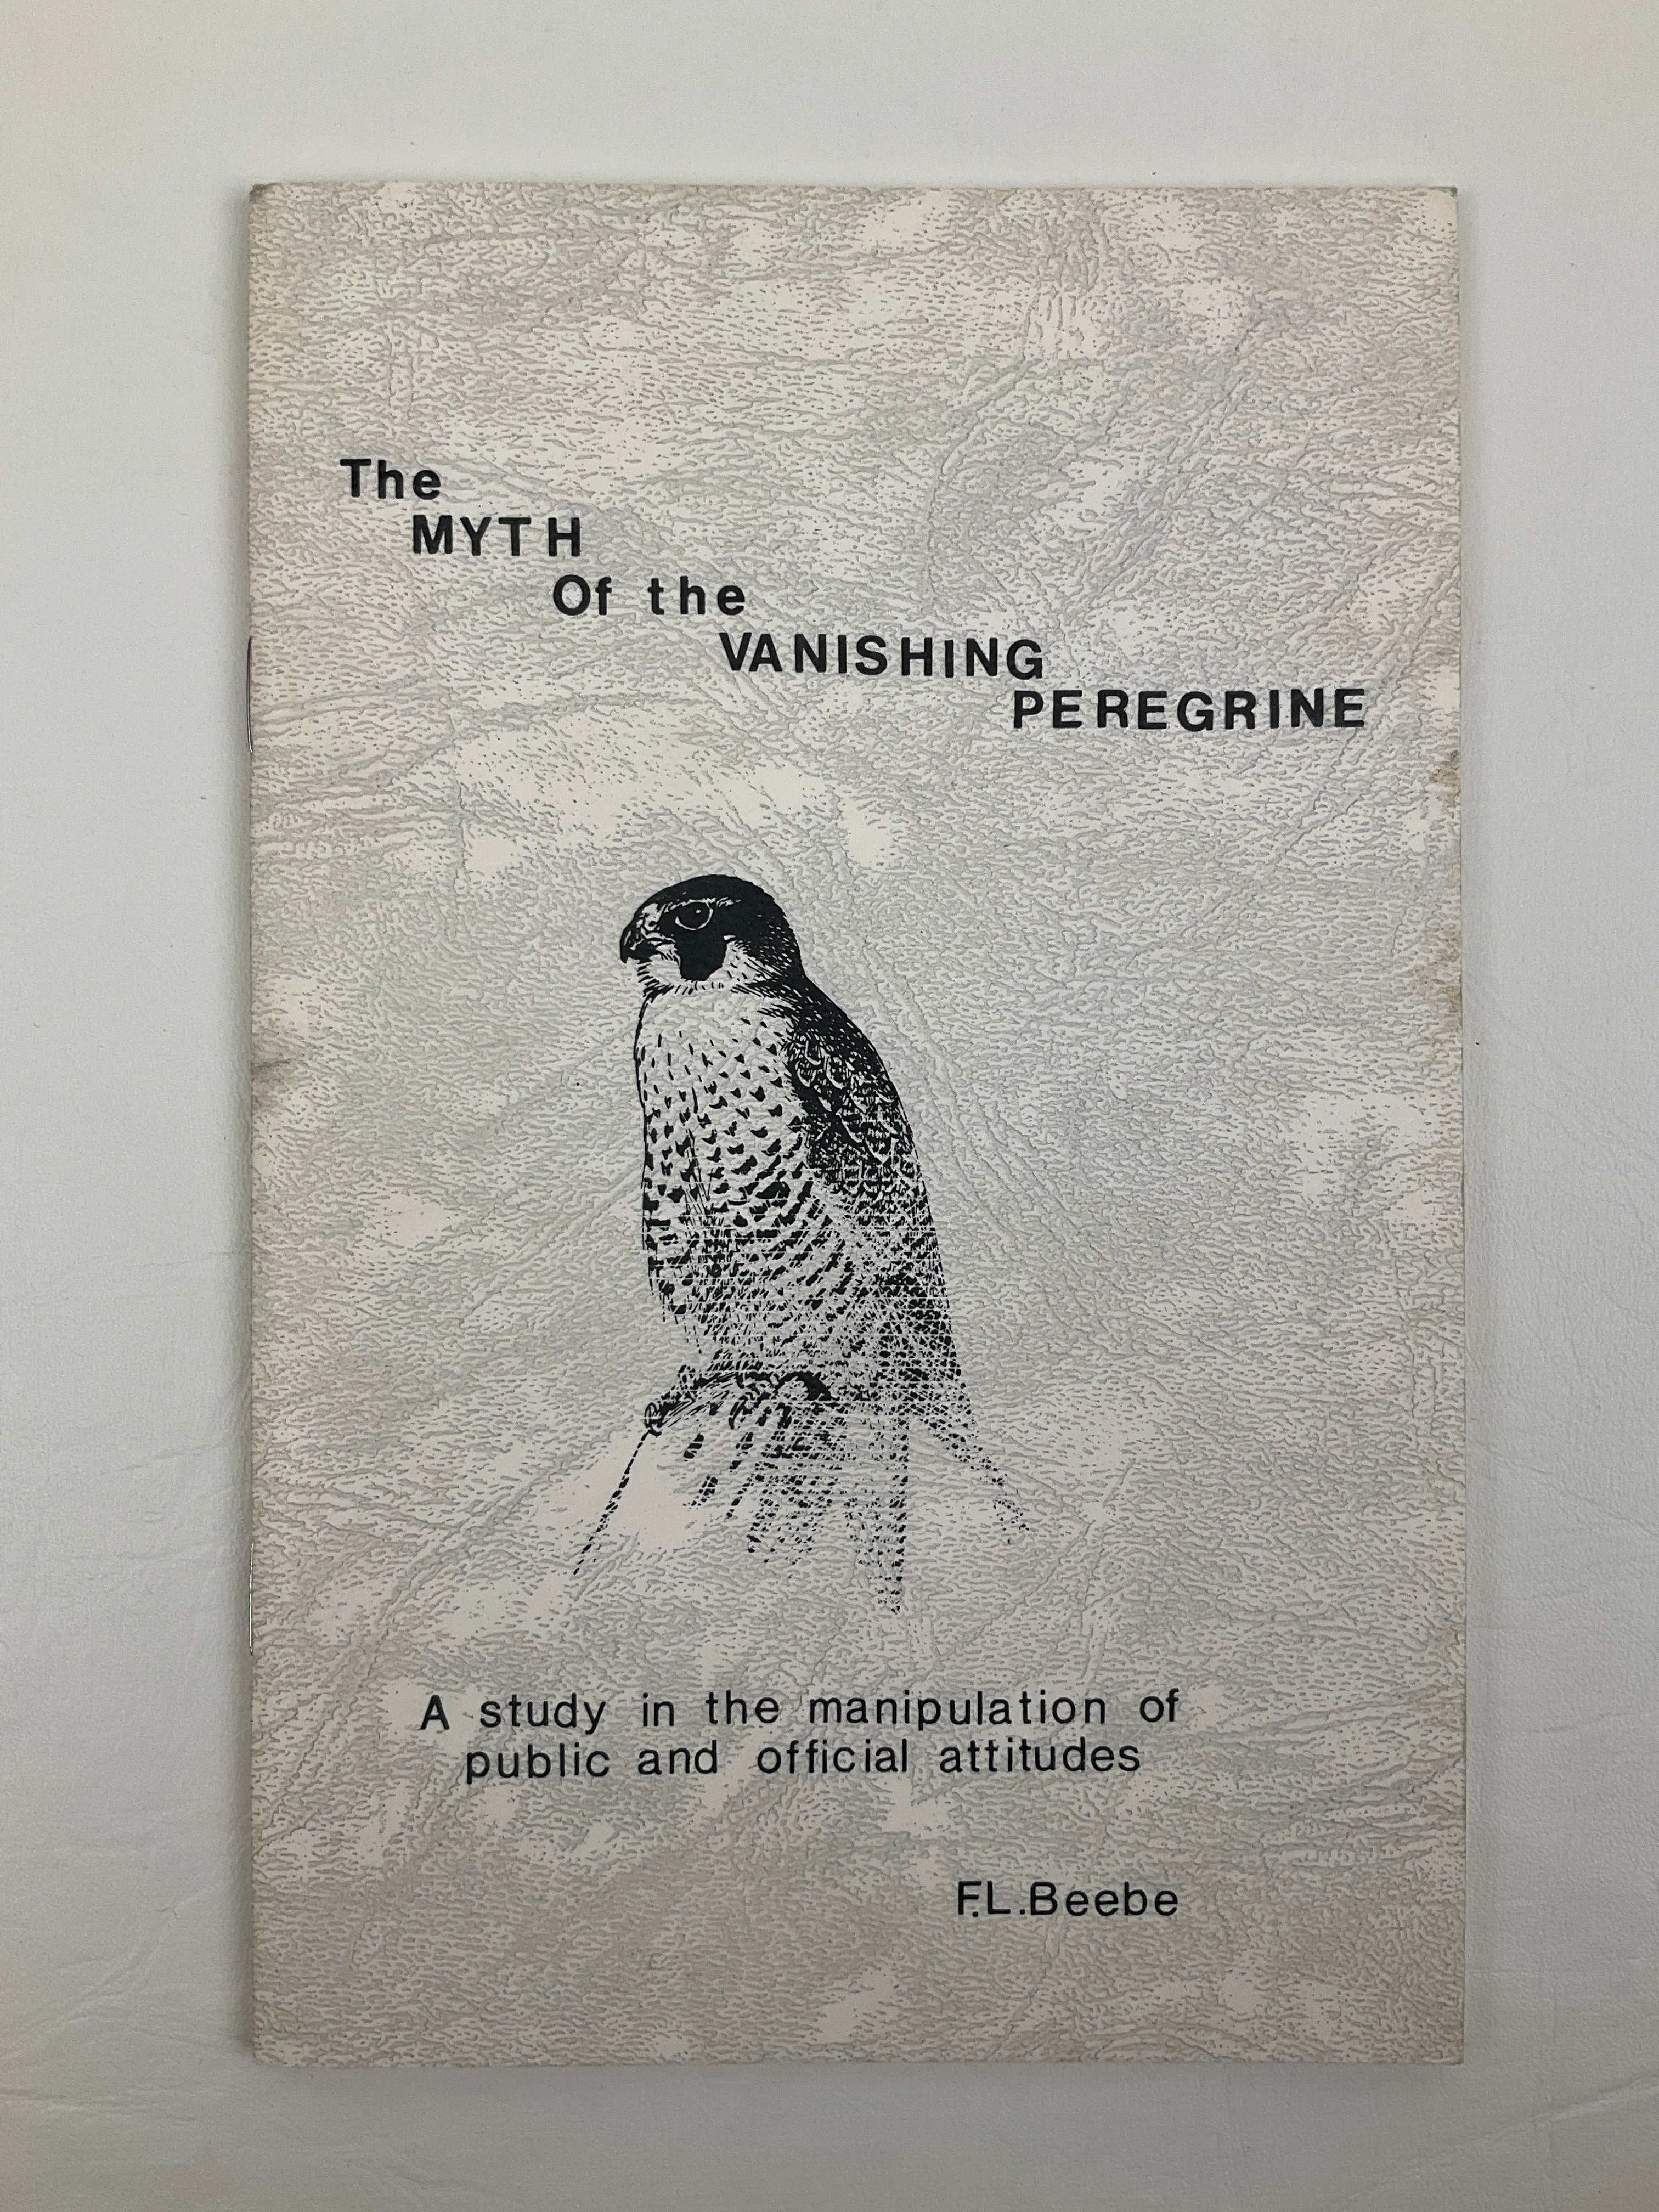 The
MYTH
Of the
VANISHING
PEREGRINE
A study in the manipulation of
public and official attitudes
F.L.Beebe